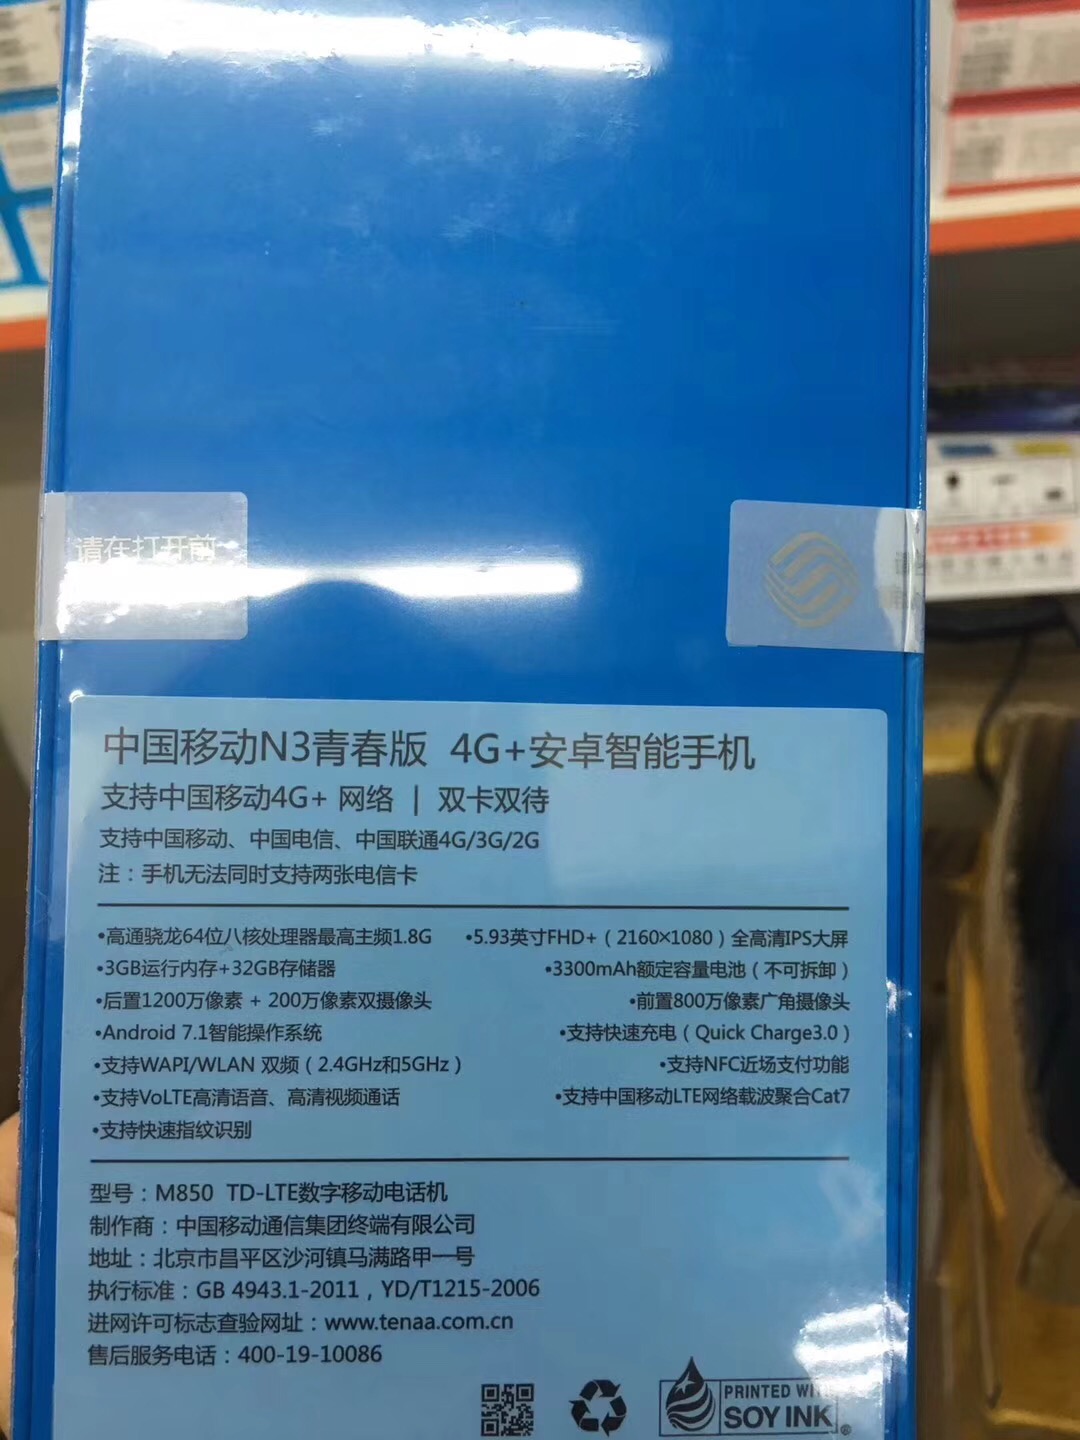 请在打开前
中国移动N3青春版 4G+安卓智能手机
支持中国移动4G+ 网络 | 双卡双待
支持中国移动、中国电信、中国联通4G/3G/2G
注：手机无法同时支持两张电信卡
•高通骁龙64位八核处理器最高主频1.8G •5.93英寸FHD+（2160×1080）全高清IPS大屏
•3GB运行内存+32GB存储器 •3300mAh额定容量电池（不可拆卸）
•后置1200万像素 + 200万像素双摄像头 •前置800万像素广角摄像头
•Android 7.1智能操作系统 •支持快速充电（Quick Charge3.0）
•支持WAPI/WLAN 双频（2.4GHz和5GHz） •支持NFC近场支付功能
•支持VoLTE高清语音、高清视频通话 •支持中国移动LTE网络载波聚合Cat7
•支持快速指纹识别
型号：M850 TD-LTE数字移动电话机
制作商：中国移动通信集团终端有限公司
地址：北京市昌平区沙河镇马满路甲一号
执行标准：GB 4943.1-2011，YD/T1215-2006
进网许可标志查验网址：www.tenaa.com.cn
售后服务电话：400-19-10086
PRINTED WITH
SOY INK®